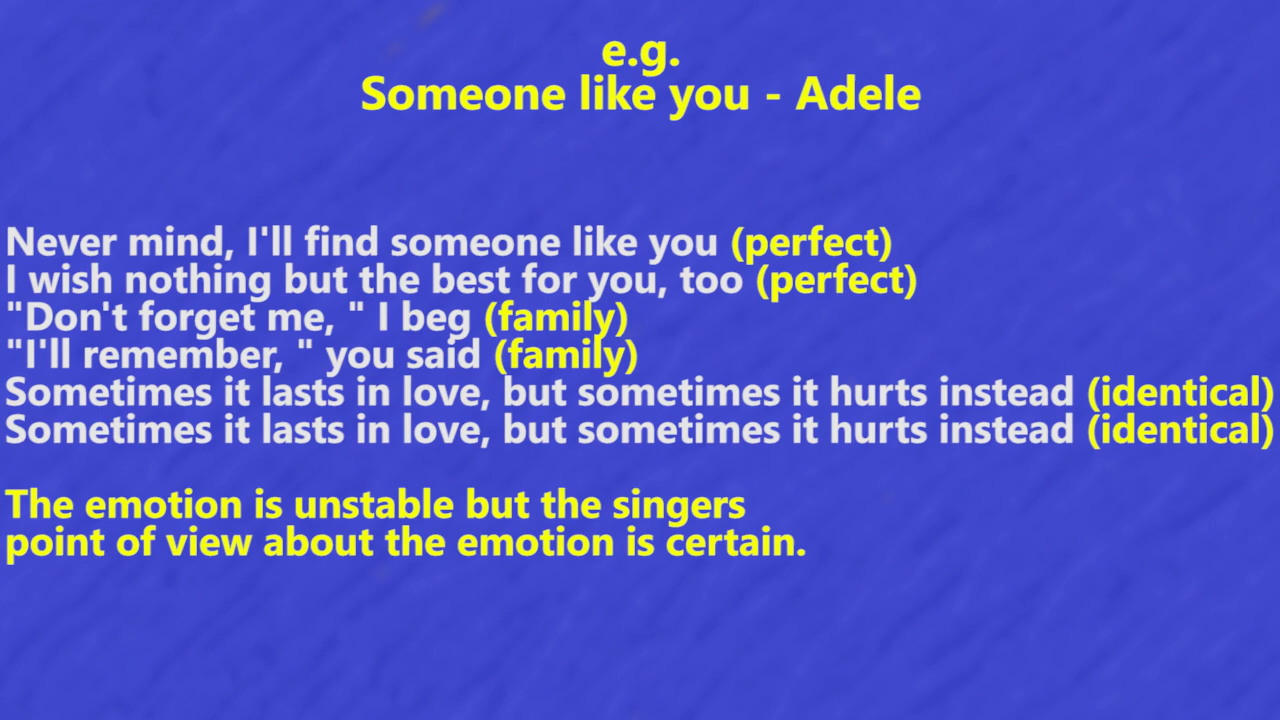 e.g.
Someone like you - Adele
Never mind, I'll find someone like you (perfect)
I wish nothing but the best for you, too (perfect)
"Don't forget me, " I beg (family)
"I'll remember, " you said (family)
Sometimes it lasts in love, but sometimes it hurts instead (identical)
Sometimes it lasts in love, but sometimes it hurts instead (identical)
The emotion is unstable but the singers
point of view about the emotion is certain.